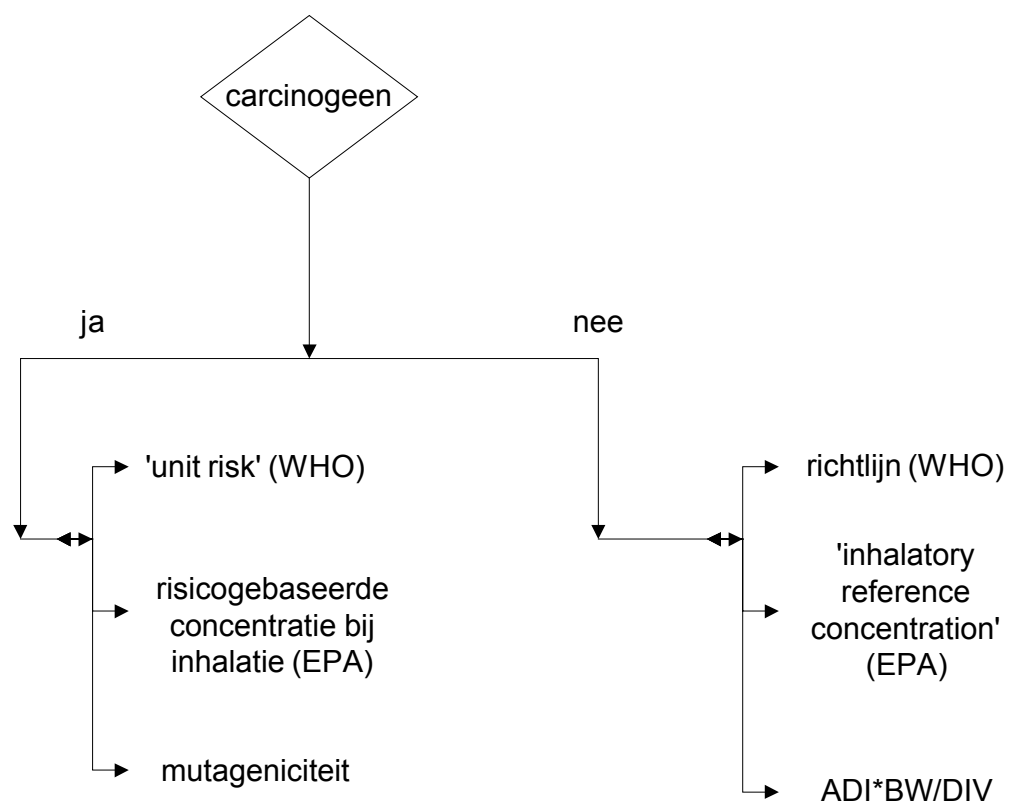 carcinogeen
ja
nee
'unit risk' (WHO)
risicogebaseerde
concentratie bij
inhalatie (EPA)
mutageniciteit
richtlijn (WHO)
'inhalatory
reference
concentration'
(EPA)
ADI*BW/DIV